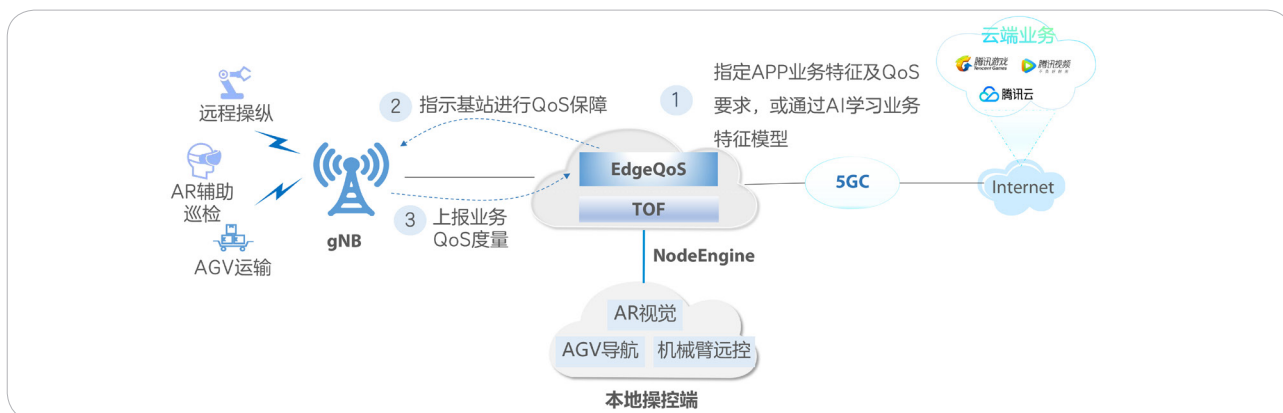 云端业务
腾讯游戏
Tencent Games
腾讯视频
腾讯云
1
指定APP业务特征及QoS
要求，或通过AI学习业务
特征模型
2
指示基站进行QoS保障
远程操纵
AR辅助
巡检
AGV运输
gNB
3
上报业务
QoS度量
EdgeQoS
TOF
5GC
Internet
NodeEngine
AR视觉
AGV导航
机械臂远控
本地操控端